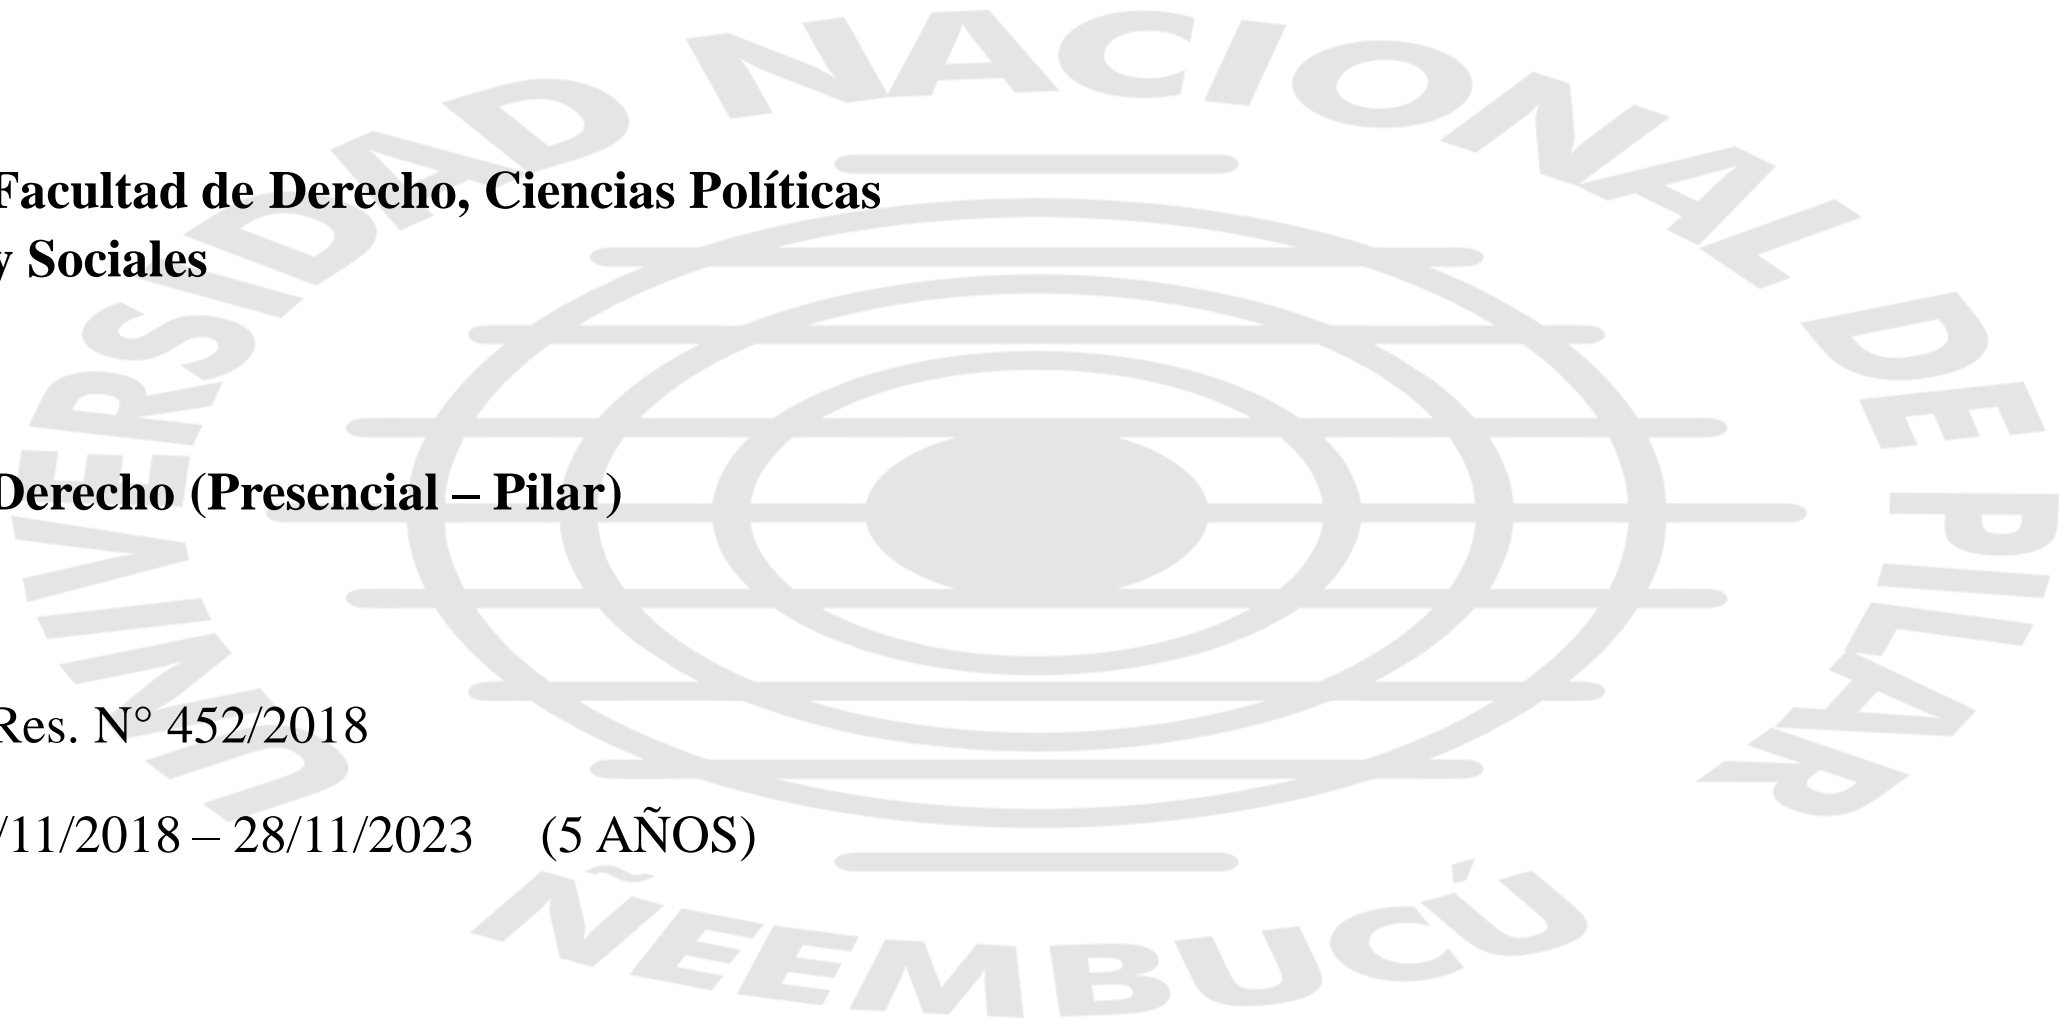 UNIVERSIDAD NACIONAL DE PILAR
Facultad de Derecho, Ciencias Políticas
y Sociales
Derecho (Presencial – Pilar)
Res. N° 452/2018
/11/2018 – 28/11/2023 (5 AÑOS)
ÑEEMBUCÚ